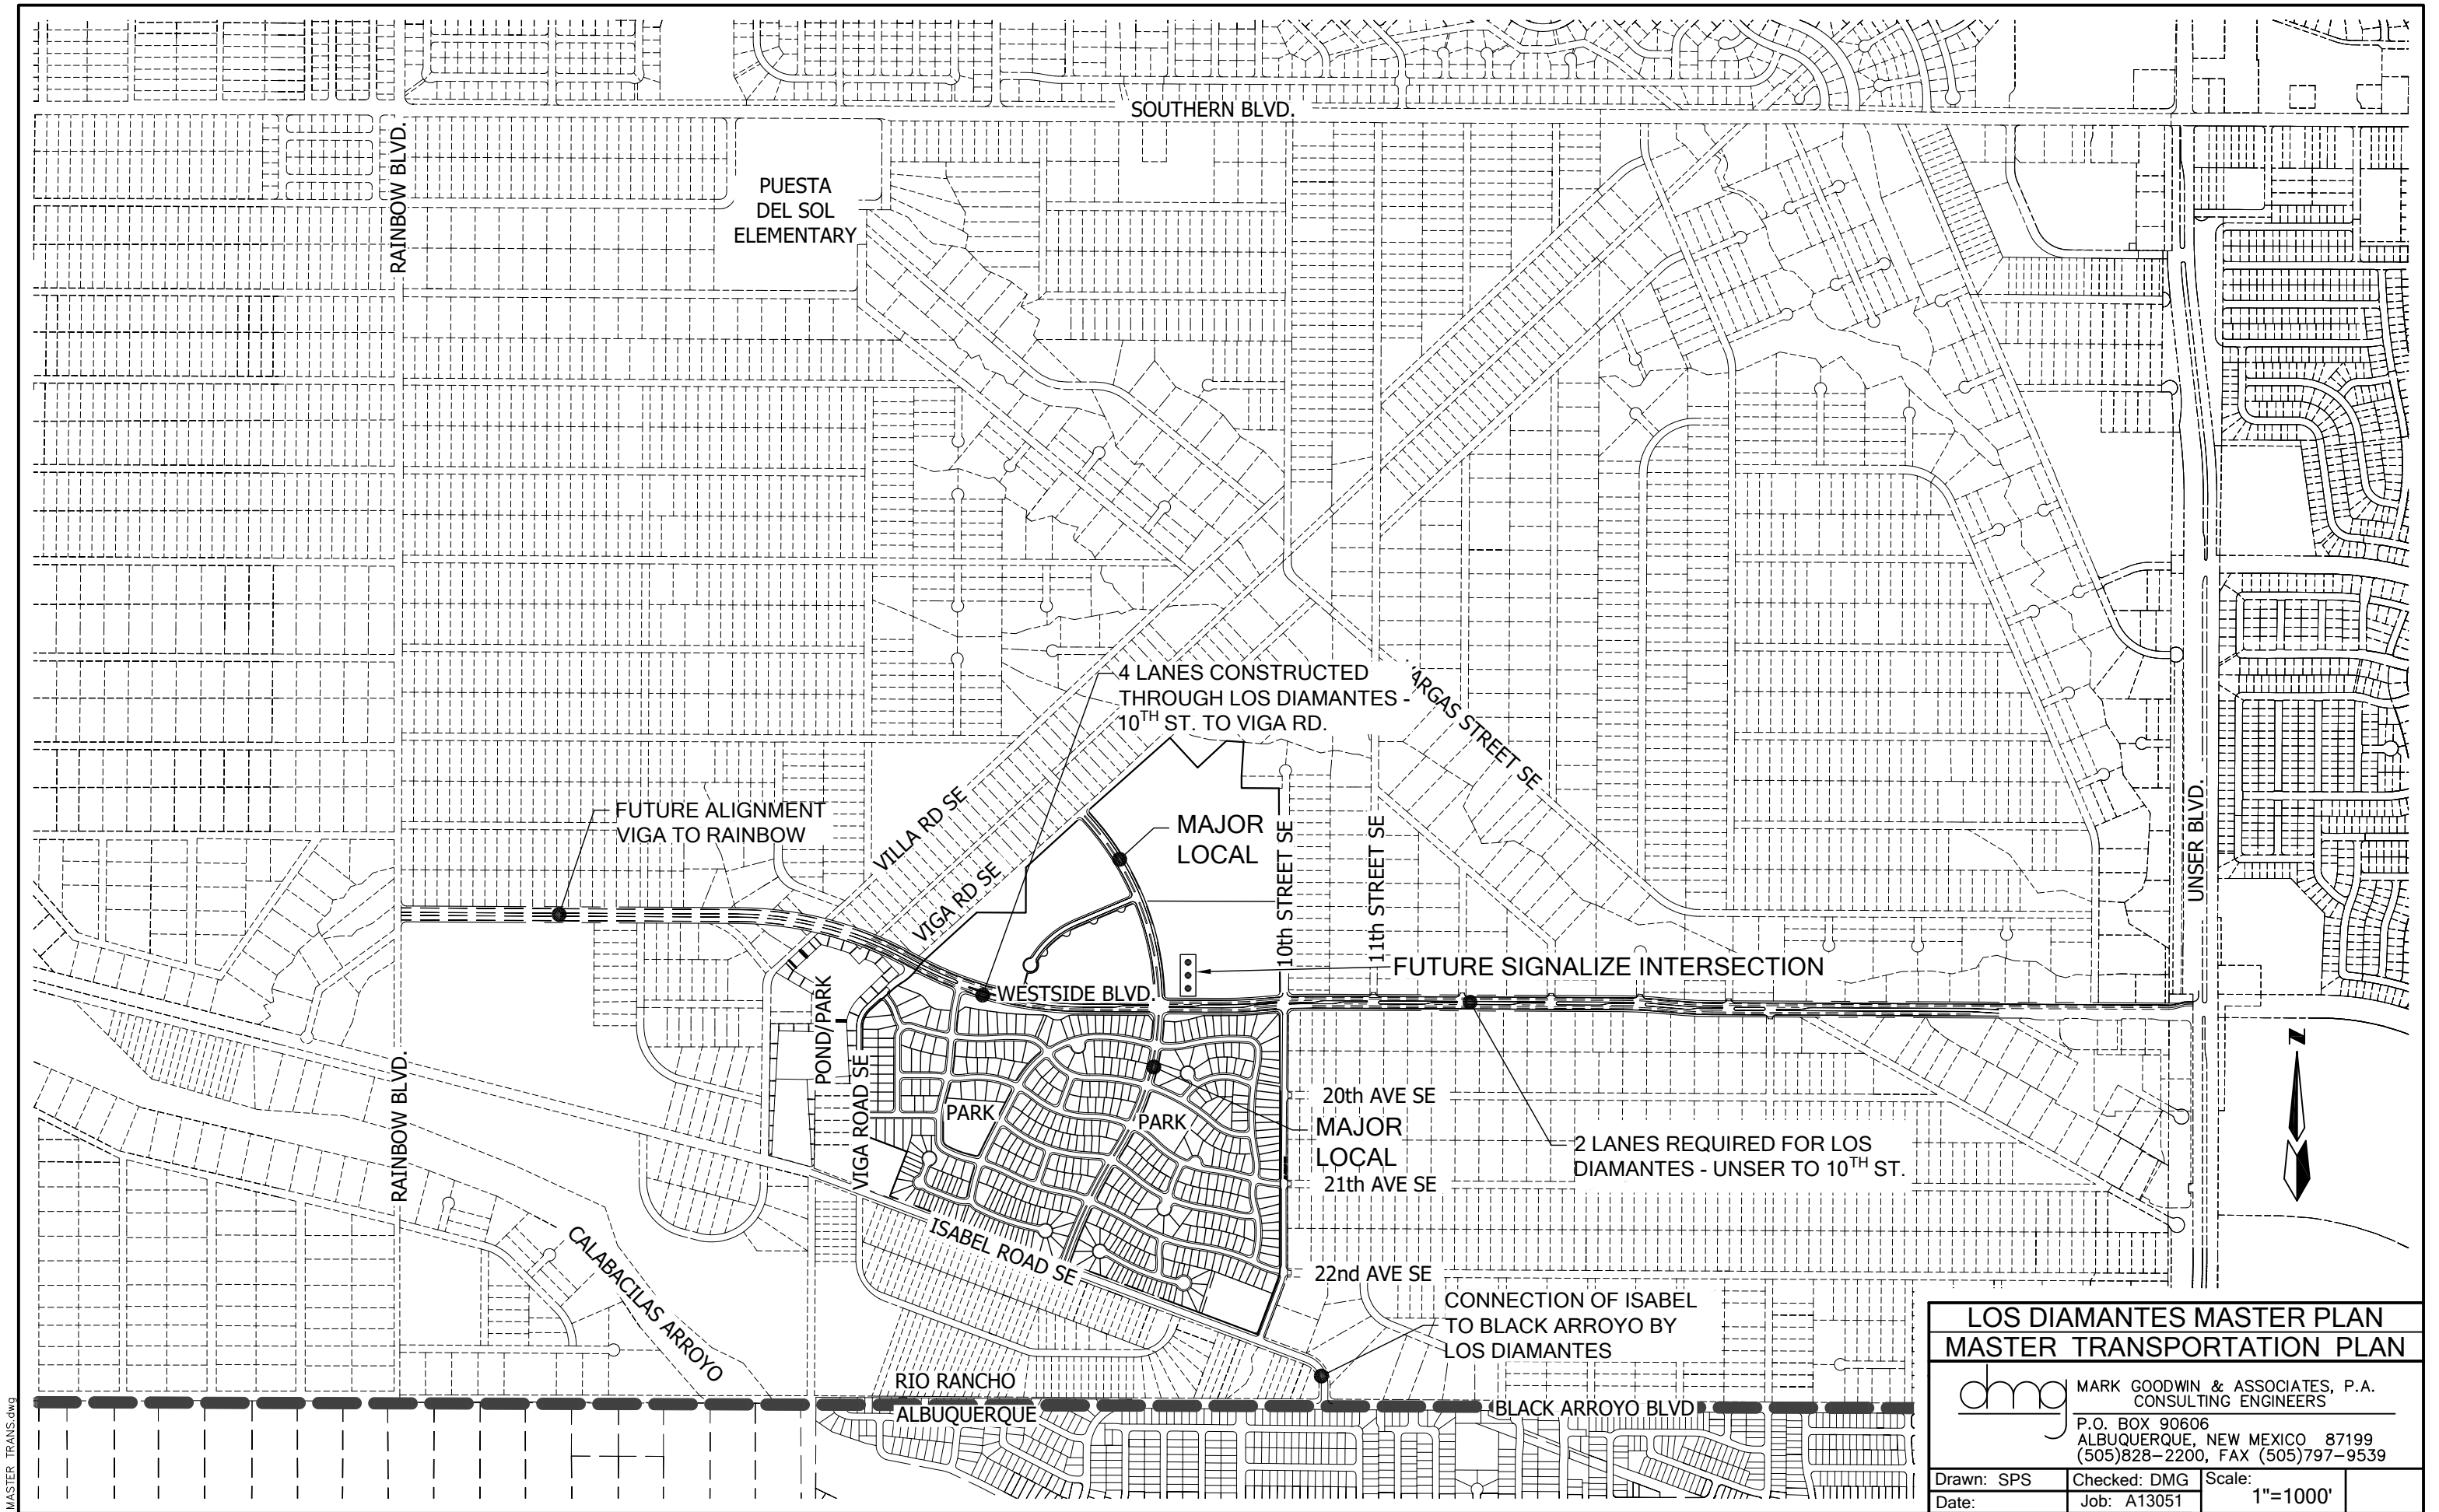 SOUTHERN BLVD.
RAINBOW BLVD.
PUESTA
DEL SOL
ELEMENTARY
4 LANES CONSTRUCTED
THROUGH LOS DIAMANTES -
10TH ST. TO VIGA RD.
VARGAS STREET SE
FUTURE ALIGNMENT
VIGA TO RAINBOW
VILLA RD SE
VIGA RD SE
MAJOR
LOCAL
10th STREET SE
11th STREET SE
UNSER BLVD.
FUTURE SIGNALIZE INTERSECTION
WESTSIDE BLVD.
POND/PARK
VIGA ROAD SE
RAINBOW BLVD.
PARK
PARK
20th AVE SE
MAJOR
LOCAL
21th AVE SE
2 LANES REQUIRED FOR LOS
DIAMANTES - UNSER TO 10TH ST.
N
ISABEL ROAD SE
CALABACILAS ARROYO
22nd AVE SE
CONNECTION OF ISABEL
TO BLACK ARROYO BY
LOS DIAMANTES
RIO RANCHO
ALBUQUERQUE
BLACK ARROYO BLVD
LOS DIAMANTES MASTER PLAN
MASTER TRANSPORTATION PLAN
dmg
MARK GOODWIN & ASSOCIATES, P.A.
CONSULTING ENGINEERS
P.O. BOX 90606
ALBUQUERQUE, NEW MEXICO 87199
(505)828-2200, FAX (505)797-9539
Drawn: SPS
Checked: DMG
Scale:
1"=1000'
Date:
Job: A13051
MASTER TRANS.dwg